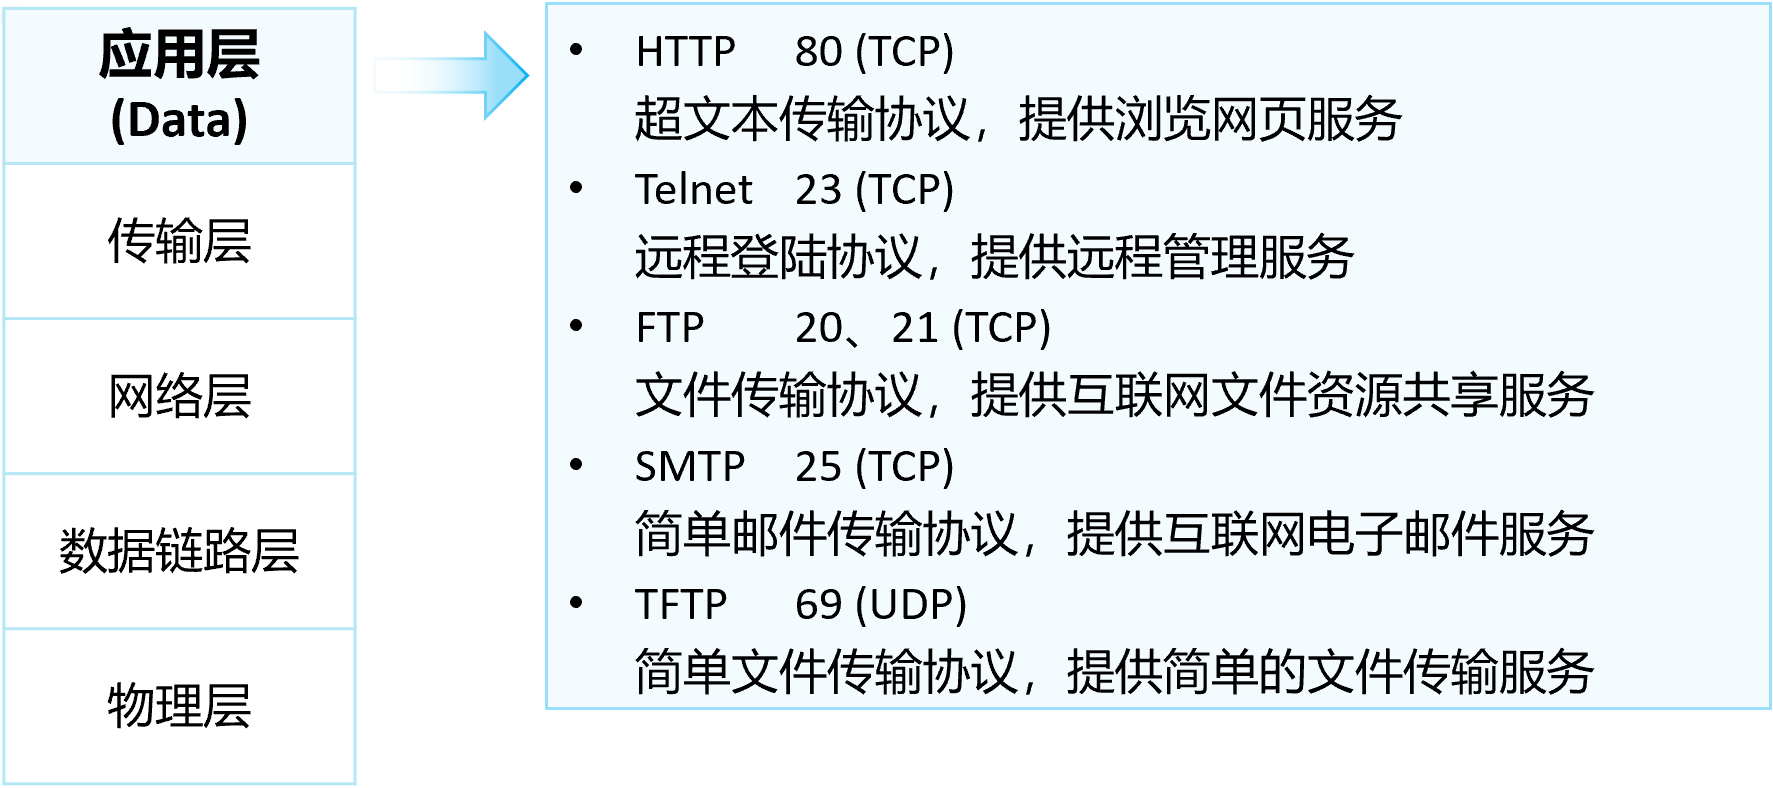 应用层
(Data)
传输层
网络层
数据链路层
物理层
• HTTP 80 (TCP)
超文本传输协议，提供浏览网页服务
• Telnet 23 (TCP)
远程登陆协议，提供远程管理服务
• FTP 20、21 (TCP)
文件传输协议，提供互联网文件资源共享服务
• SMTP 25 (TCP)
简单邮件传输协议，提供互联网电子邮件服务
• TFTP 69 (UDP)
简单文件传输协议，提供简单的文件传输服务